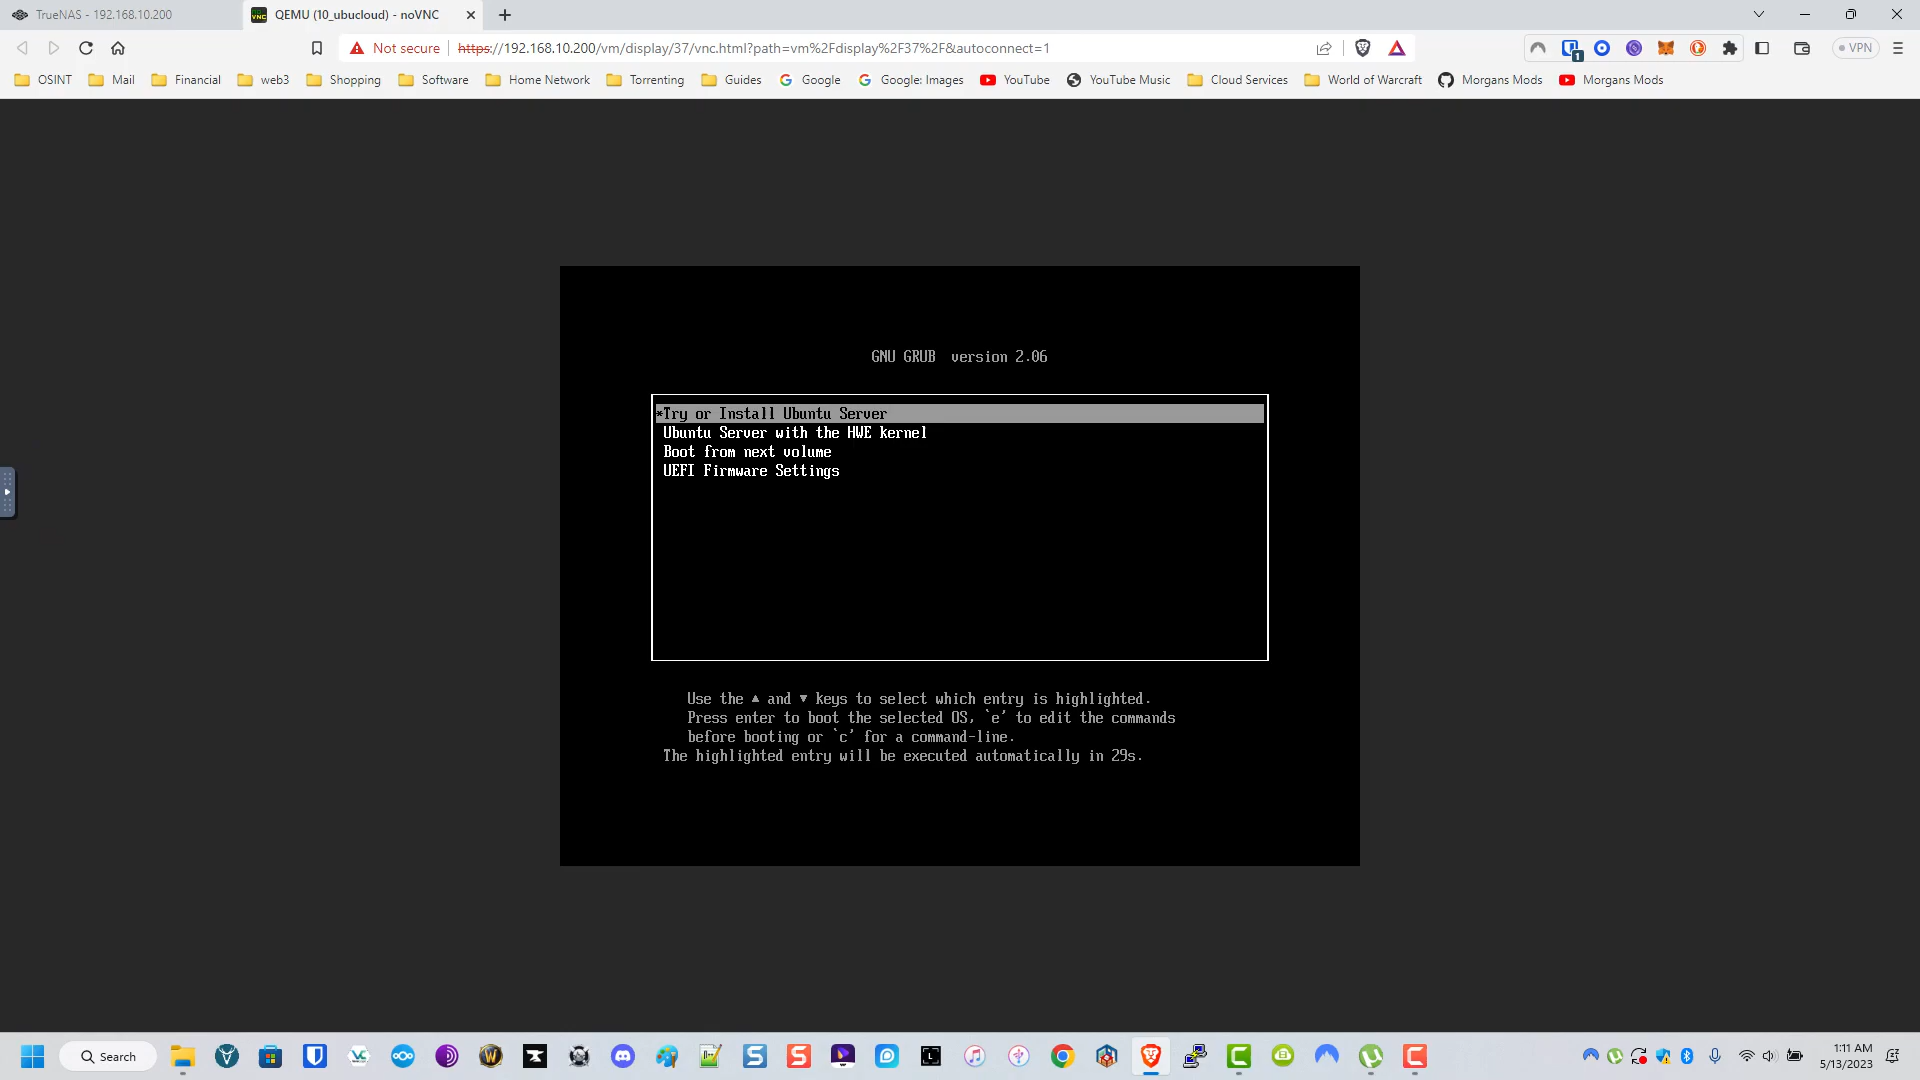 TrueNAS - 192.168.10.200
QEMU (10_ubucloud) - noVNC
Not secure
https://192.168.10.200/vm/display/37/vnc.html?path=vm%2Fdisplay%2F37%2F&autoconnect=1
1
VPN
OSINT
Mail
Financial
web3
Shopping
Software
Home Network
Torrenting
Guides
Google
Google: Images
YouTube
YouTube Music
Cloud Services
World of Warcraft
Morgans Mods
Morgans Mods
GNU GRUB  version 2.06
*Try or Install Ubuntu Server
Ubuntu Server with the HWE kernel
Boot from next volume
UEFI Firmware Settings
Use the ▲ and ▼ keys to select which entry is highlighted.
Press enter to boot the selected OS, `e' to edit the commands
before booting or `c' for a command-line.
The highlighted entry will be executed automatically in 29s.
Search
1:11 AM
5/13/2023